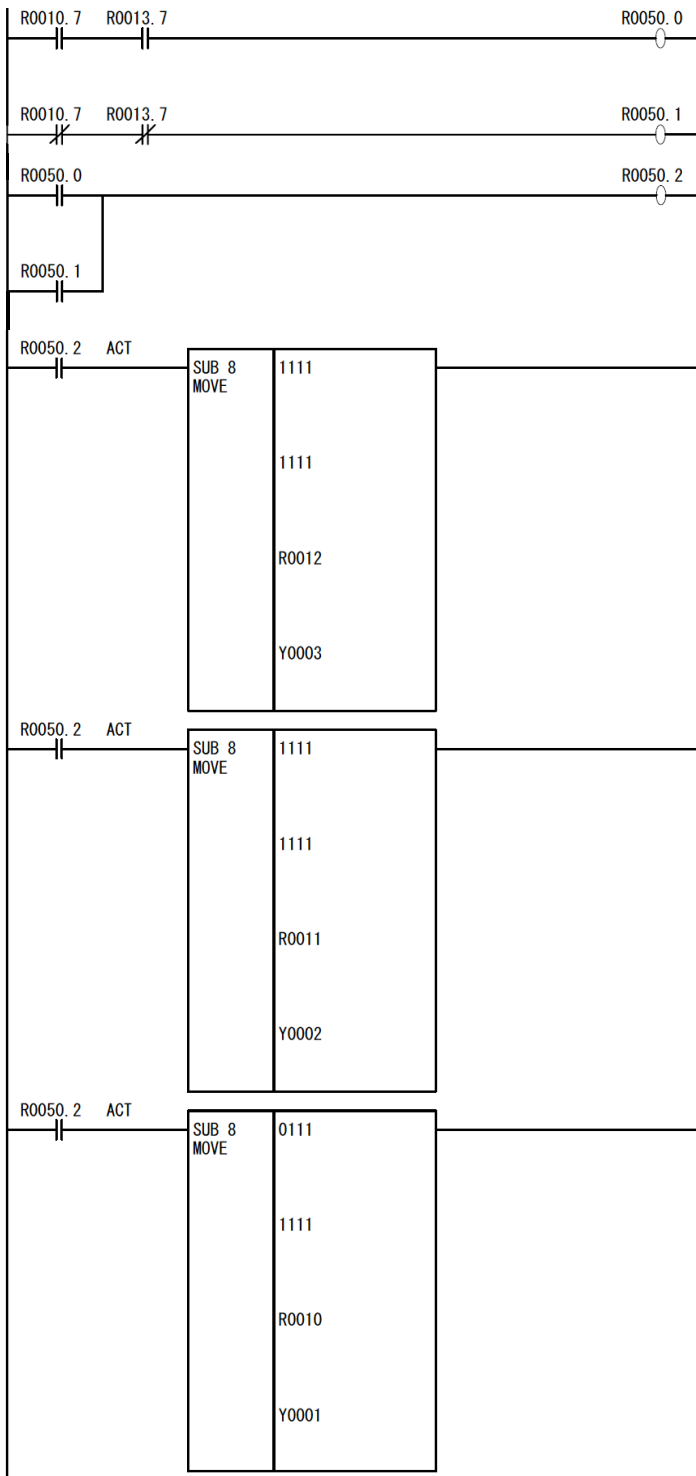 R0010.7 R0013.7 R0050.0
R0010.7 R0013.7 R0050.1
R0050.0 R0050.2
R0050.1
R0050.2 ACT
SUB 8 1111
MOVE
1111
R0012
Y0003
R0050.2 ACT
SUB 8 1111
MOVE
1111
R0011
Y0002
R0050.2 ACT
SUB 8 0111
MOVE
1111
R0010
Y0001